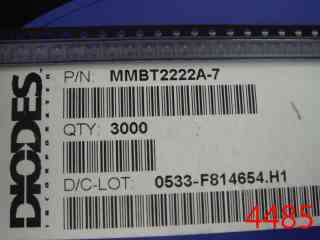 DIODES
INCORPORATED
P/N: MMBT2222A-7
QTY: 3000
D/C-LOT: 0533-F814654.H1
4485